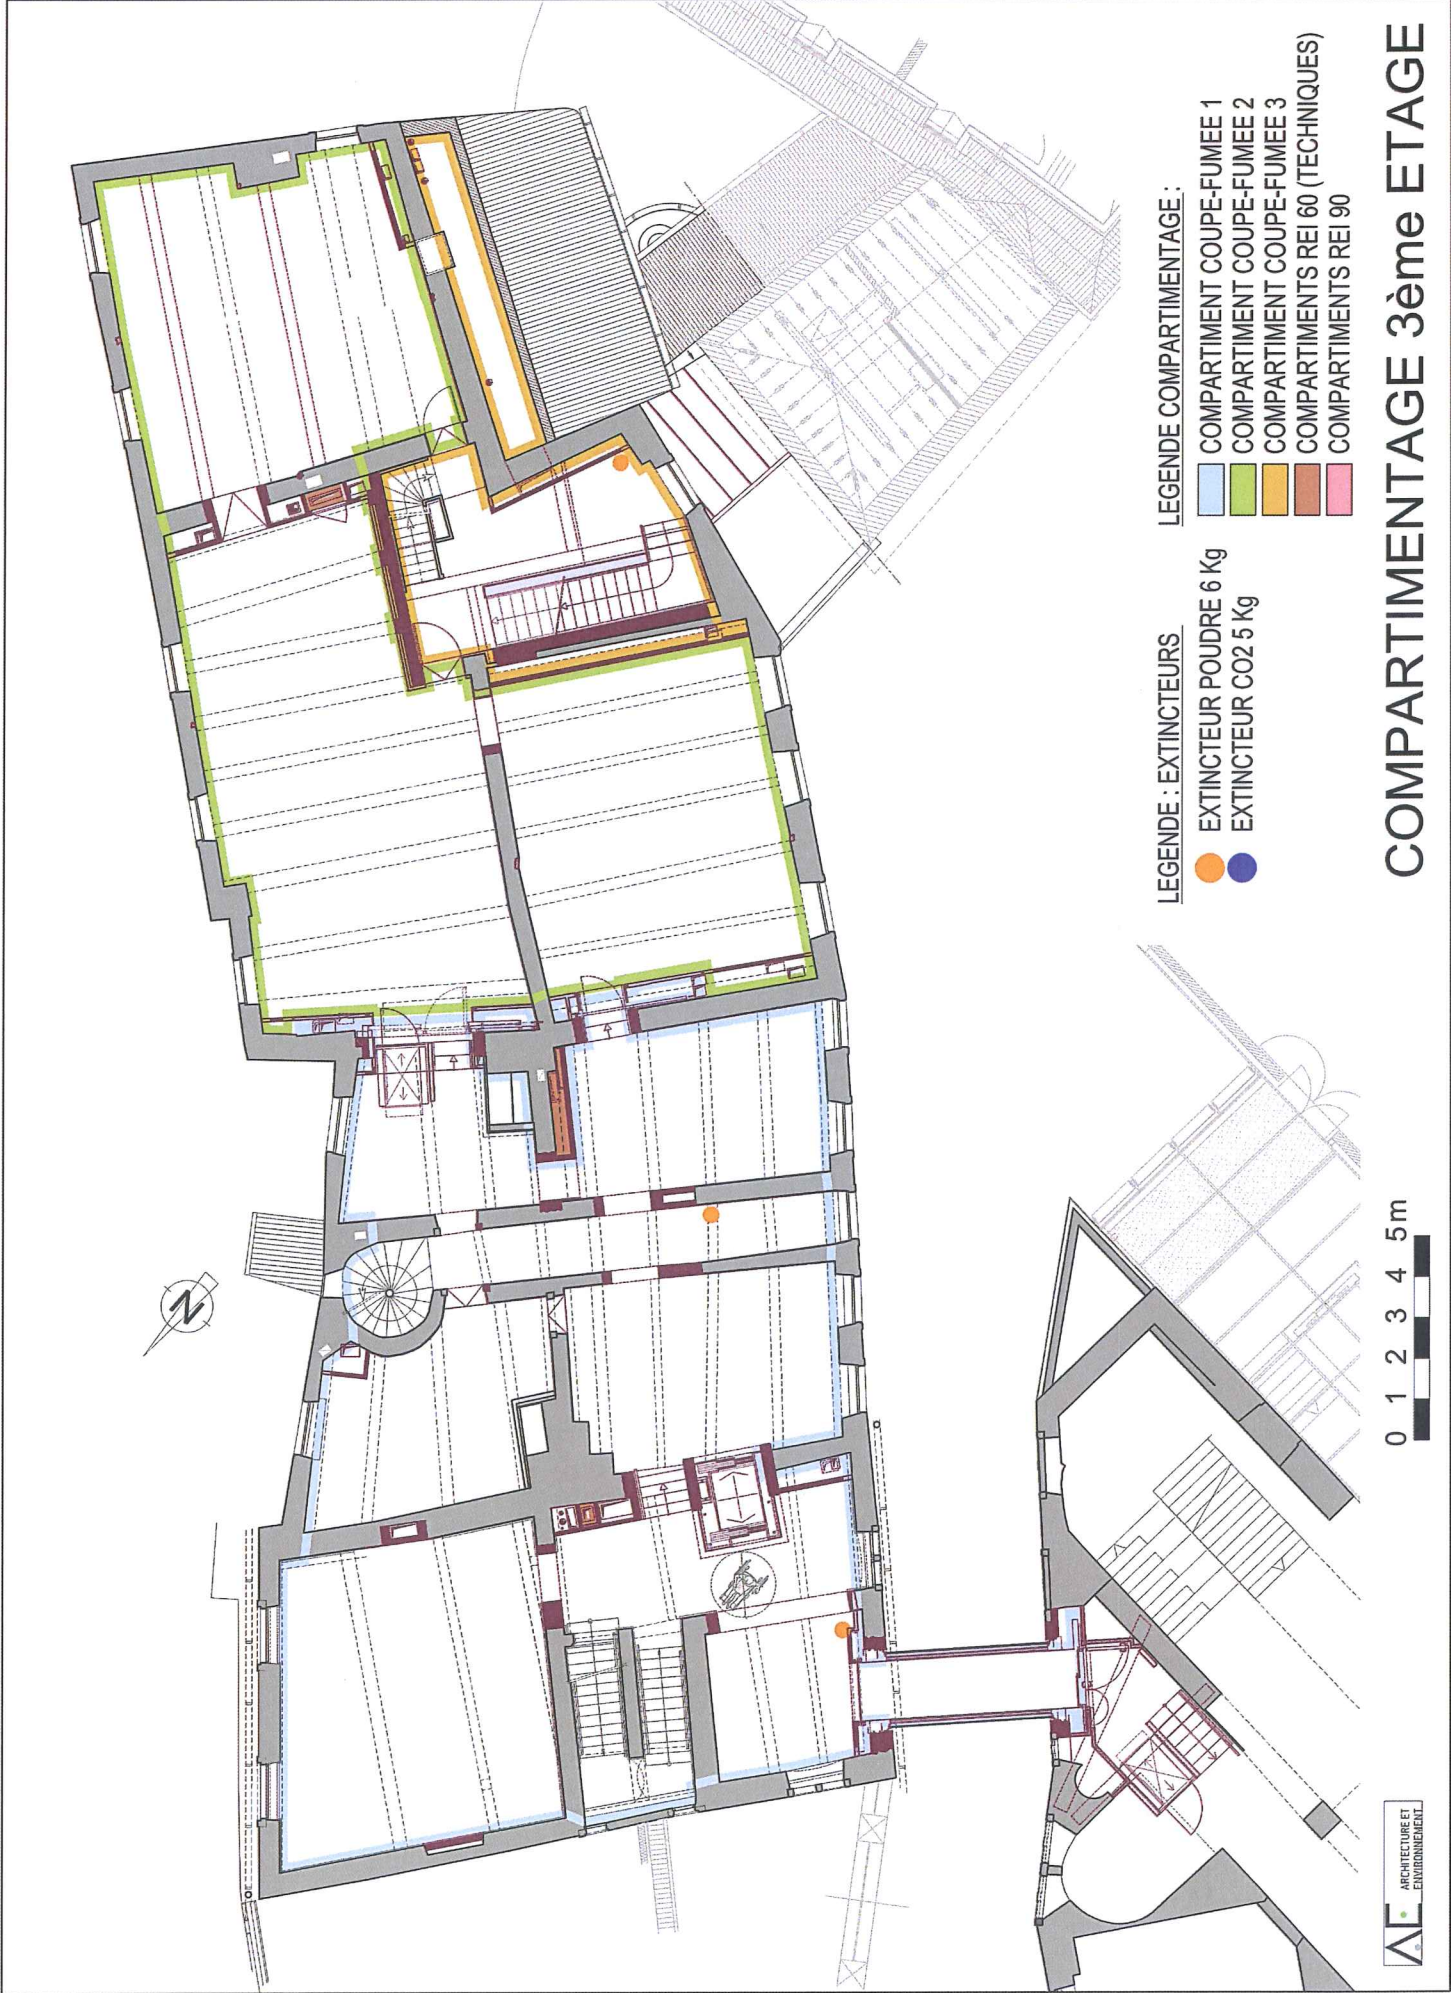 LEGENDE : EXTINCTEURS
EXTINCTEUR POUDRE 6 Kg
EXTINCTEUR CO2 5 Kg
LEGENDE COMPARTIMENTAGE :
COMPARTIMENT COUPE-FUMEE 1
COMPARTIMENT COUPE-FUMEE 2
COMPARTIMENT COUPE-FUMEE 3
COMPARTIMENTS REI 60 (TECHNIQUES)
COMPARTIMENTS REI 90
N
AE ARCHITECTURE ET
ENVIRONNEMENT
0 1 2 3 4 5m
COMPARTIMENTAGE 3ème ETAGE